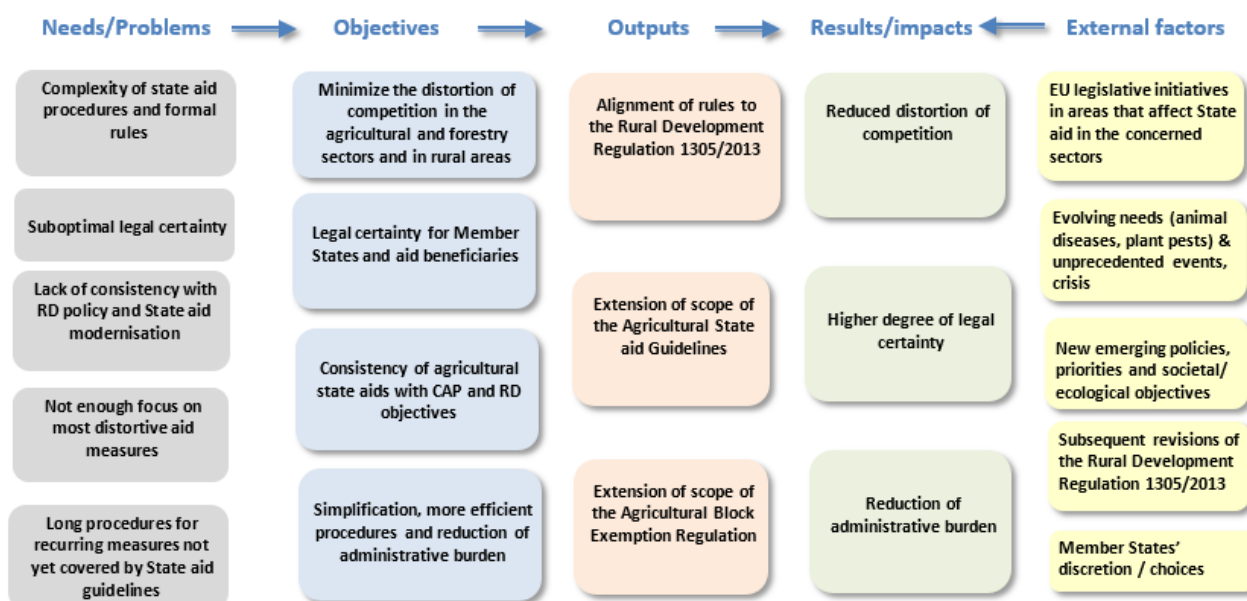 Needs/Problems
Objectives
Outputs
Results/impacts
External factors
Complexity of state aid
procedures and formal
rules
Suboptimal legal certainty
Lack of consistency with
RD policy and State aid
modernisation
Not enough focus on
most distortive aid
measures
Long procedures for
recurring measures not
yet covered by State aid
guidelines
Minimize the distortion of
competition in the
agricultural and forestry
sectors and in rural areas
Legal certainty for Member
States and aid beneficiaries
Consistency of agricultural
state aids with CAP and RD
objectives
Simplification, more efficient
procedures and reduction of
administrative burden
Alignment of rules to
the Rural Development
Regulation 1305/2013
Extension of scope of
the Agricultural State
aid Guidelines
Extension of scope of
the Agricultural Block
Exemption Regulation
Reduced distortion of
competition
Higher degree of legal
certainty
Reduction of
administrative burden
EU legislative initiatives
in areas that affect State
aid in the concerned
sectors
Evolving needs (animal
diseases, plant pests) &
unprecedented events,
crisis
New emerging policies,
priorities and societal/
ecological objectives
Subsequent revisions of
the Rural Development
Regulation 1305/2013
Member States'
discretion / choices